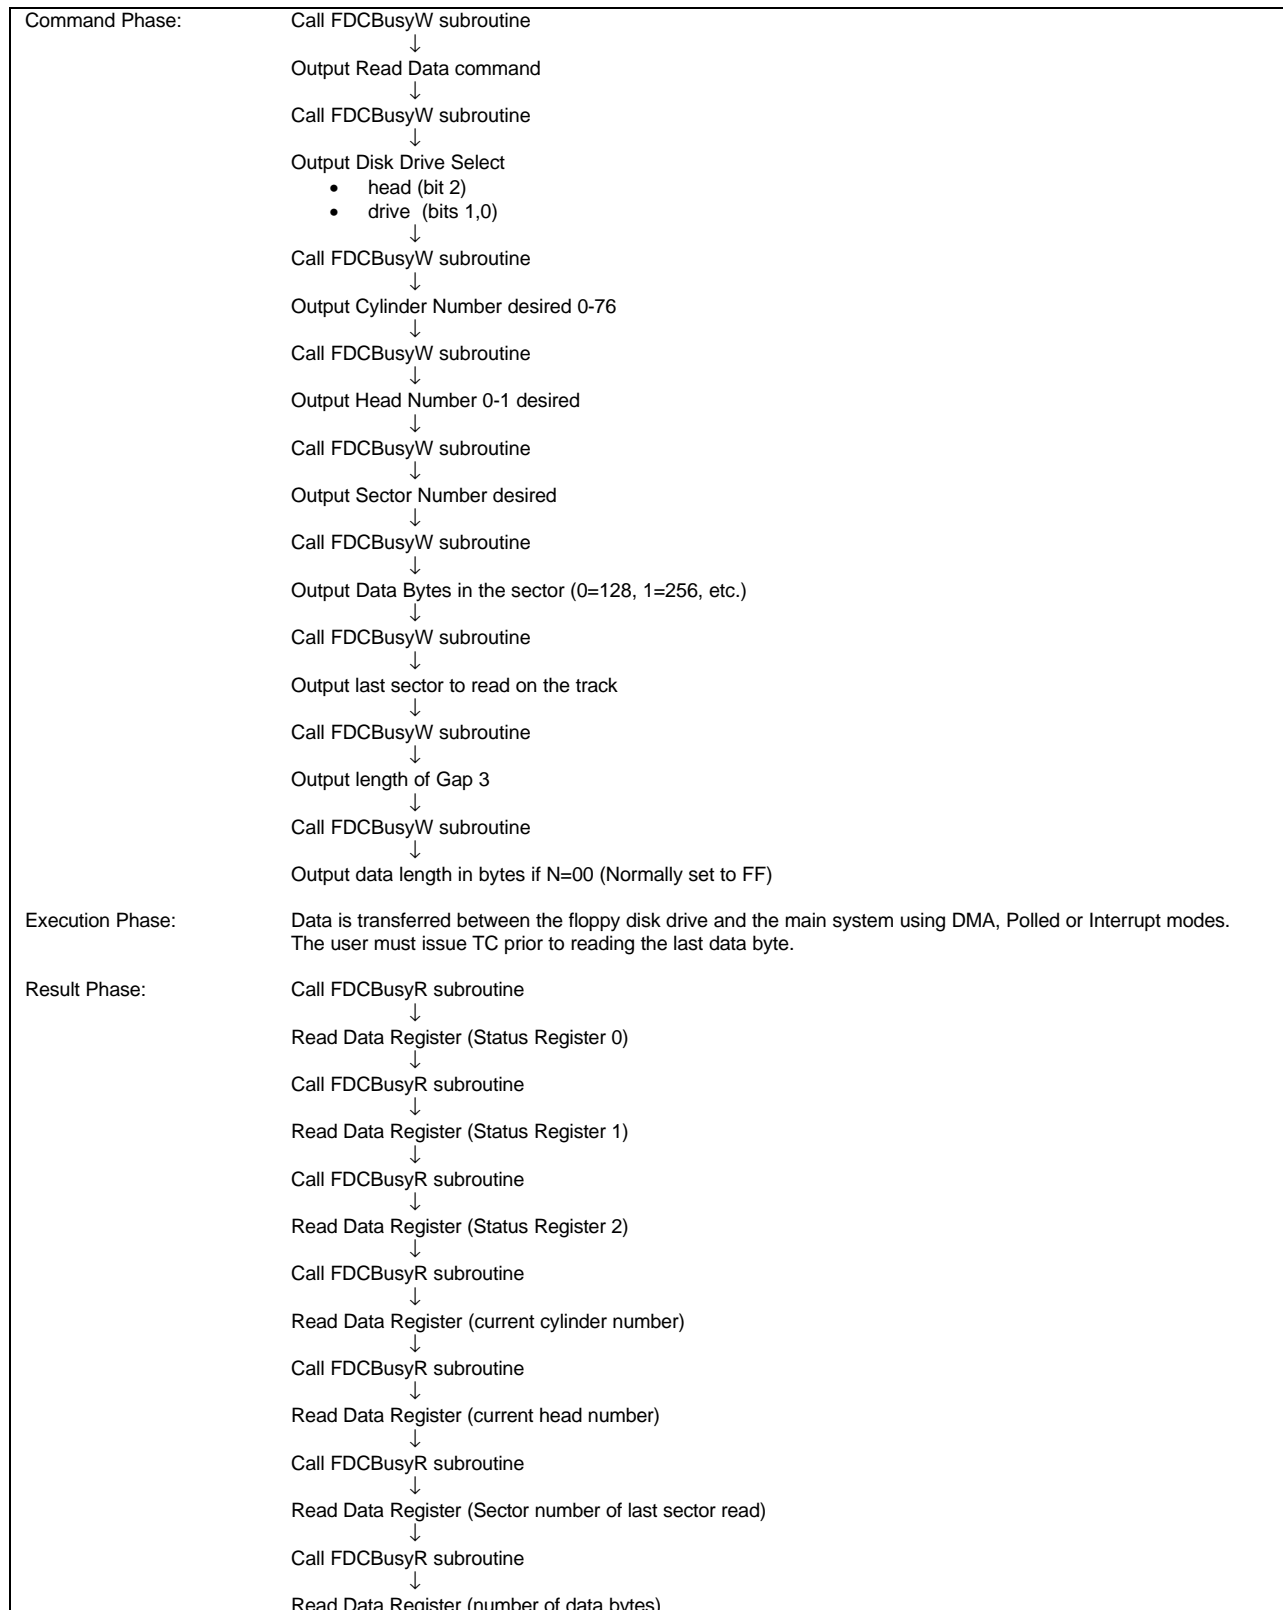 Command Phase: Call FDCBusyW subroutine
↓
Output Read Data command
↓
Call FDCBusyW subroutine
↓
Output Disk Drive Select
• head (bit 2)
• drive (bits 1,0)
↓
Call FDCBusyW subroutine
↓
Output Cylinder Number desired 0-76
↓
Call FDCBusyW subroutine
↓
Output Head Number 0-1 desired
↓
Call FDCBusyW subroutine
↓
Output Sector Number desired
↓
Call FDCBusyW subroutine
↓
Output Data Bytes in the sector (0=128, 1=256, etc.)
↓
Call FDCBusyW subroutine
↓
Output last sector to read on the track
↓
Call FDCBusyW subroutine
↓
Output length of Gap 3
↓
Call FDCBusyW subroutine
↓
Output data length in bytes if N=00 (Normally set to FF)
Execution Phase: Data is transferred between the floppy disk drive and the main system using DMA, Polled or Interrupt modes.
The user must issue TC prior to reading the last data byte.
Result Phase: Call FDCBusyR subroutine
↓
Read Data Register (Status Register 0)
↓
Call FDCBusyR subroutine
↓
Read Data Register (Status Register 1)
↓
Call FDCBusyR subroutine
↓
Read Data Register (Status Register 2)
↓
Call FDCBusyR subroutine
↓
Read Data Register (current cylinder number)
↓
Call FDCBusyR subroutine
↓
Read Data Register (current head number)
↓
Call FDCBusyR subroutine
↓
Read Data Register (Sector number of last sector read)
↓
Call FDCBusyR subroutine
↓
Read Data Register (number of data bytes)